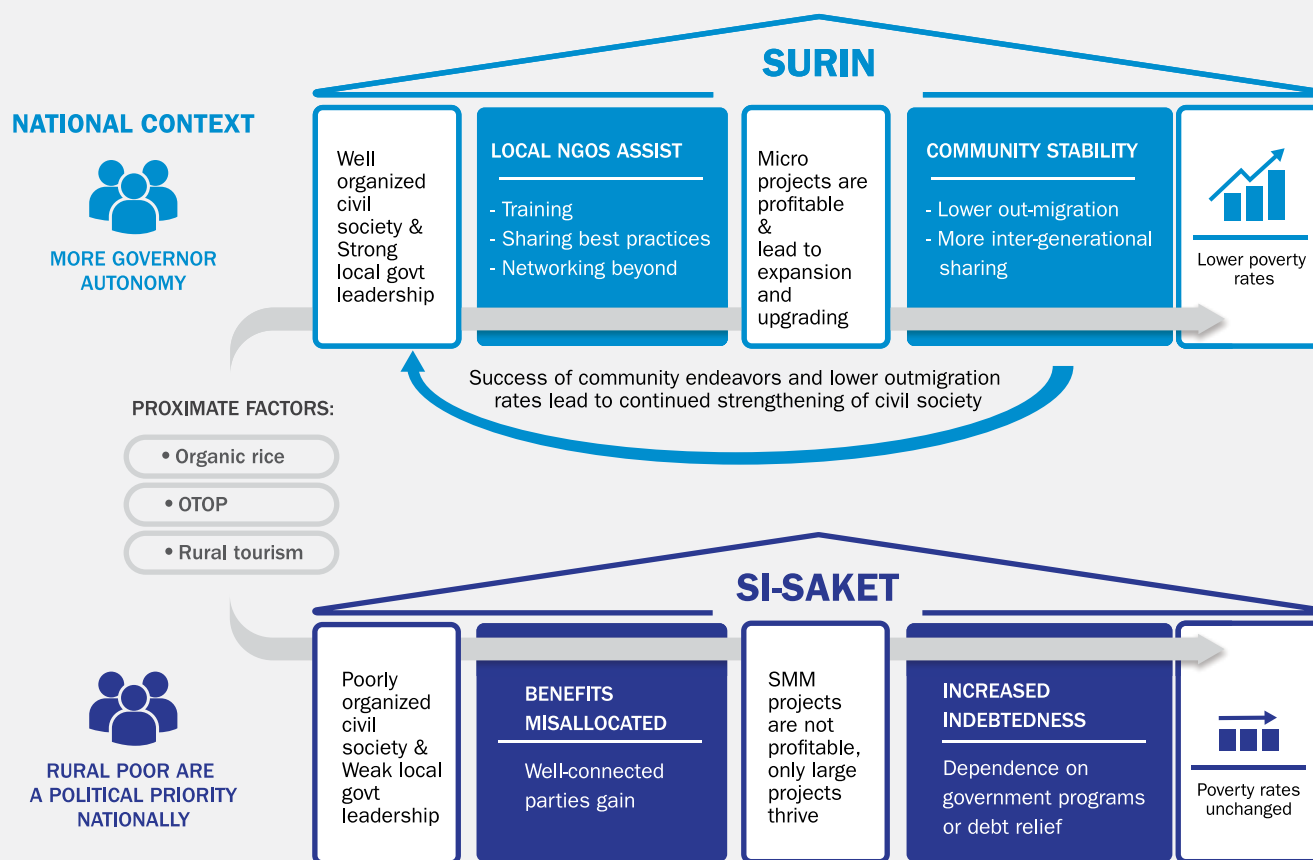 SURIN
NATIONAL CONTEXT
MORE GOVERNOR
AUTONOMY
Well
organized
civil
society &
Strong
local govt
leadership
LOCAL NGOS ASSIST
- Training
- Sharing best practices
- Networking beyond
Micro
projects are
profitable
&
lead to
expansion
and
upgrading
COMMUNITY STABILITY
- Lower out-migration
- More inter-generational
sharing
Lower poverty
rates
Success of community endeavors and lower outmigration
rates lead to continued strengthening of civil society
PROXIMATE FACTORS:
• Organic rice
• OTOP
• Rural tourism
SI-SAKET
RURAL POOR ARE
A POLITICAL PRIORITY
NATIONALLY
Poorly
organized
civil
society &
Weak local
govt
leadership
BENEFITS
MISALLOCATED
Well-connected
parties gain
SMM
projects
are not
profitable,
only large
projects
thrive
INCREASED
INDEBTEDNESS
Dependence on
government programs
or debt relief
Poverty rates
unchanged